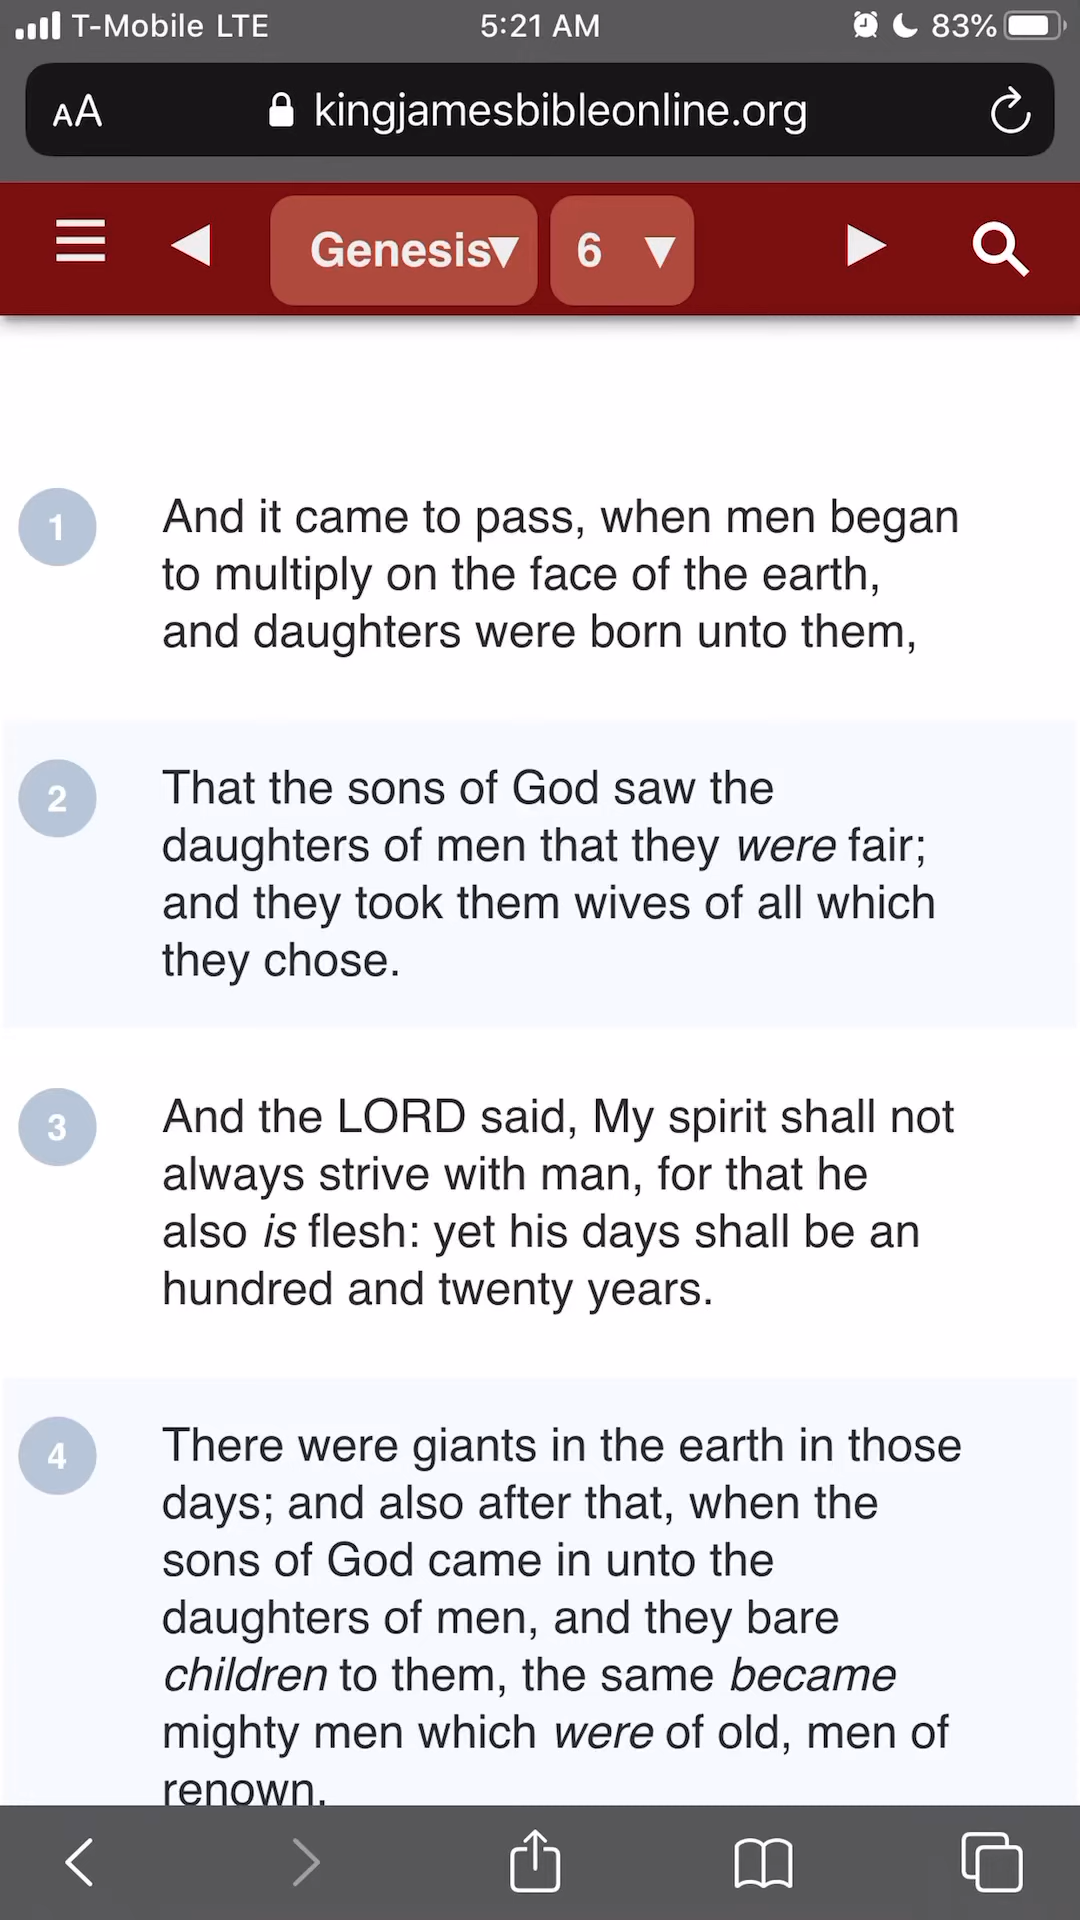 T-Mobile LTE 5:21 AM 83%
AA kingjamesbibleonline.org
Genesis 6
1 And it came to pass, when men began
to multiply on the face of the earth,
and daughters were born unto them,
2 That the sons of God saw the
daughters of men that they were fair;
and they took them wives of all which
they chose.
3 And the LORD said, My spirit shall not
always strive with man, for that he
also is flesh: yet his days shall be an
hundred and twenty years.
4 There were giants in the earth in those
days; and also after that, when the
sons of God came in unto the
daughters of men, and they bare
children to them, the same became
mighty men which were of old, men of
renown.